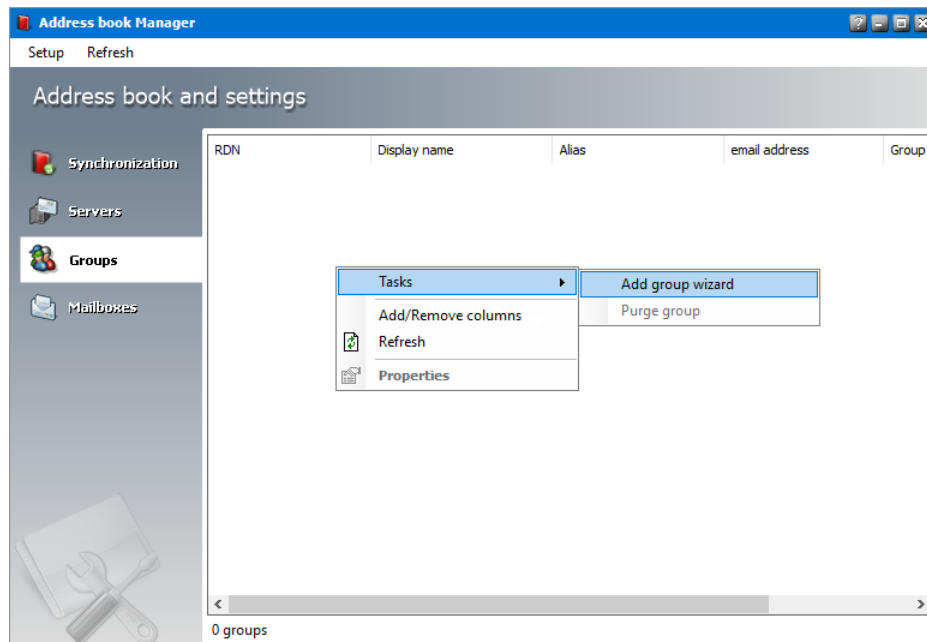 Address book Manager
Setup Refresh
Address book and settings
Synchronization
Servers
Groups
Mailboxes
RDN Display name Alias email address Group
Tasks
Add/Remove columns
Refresh
Properties
Add group wizard
Purge group
0 groups